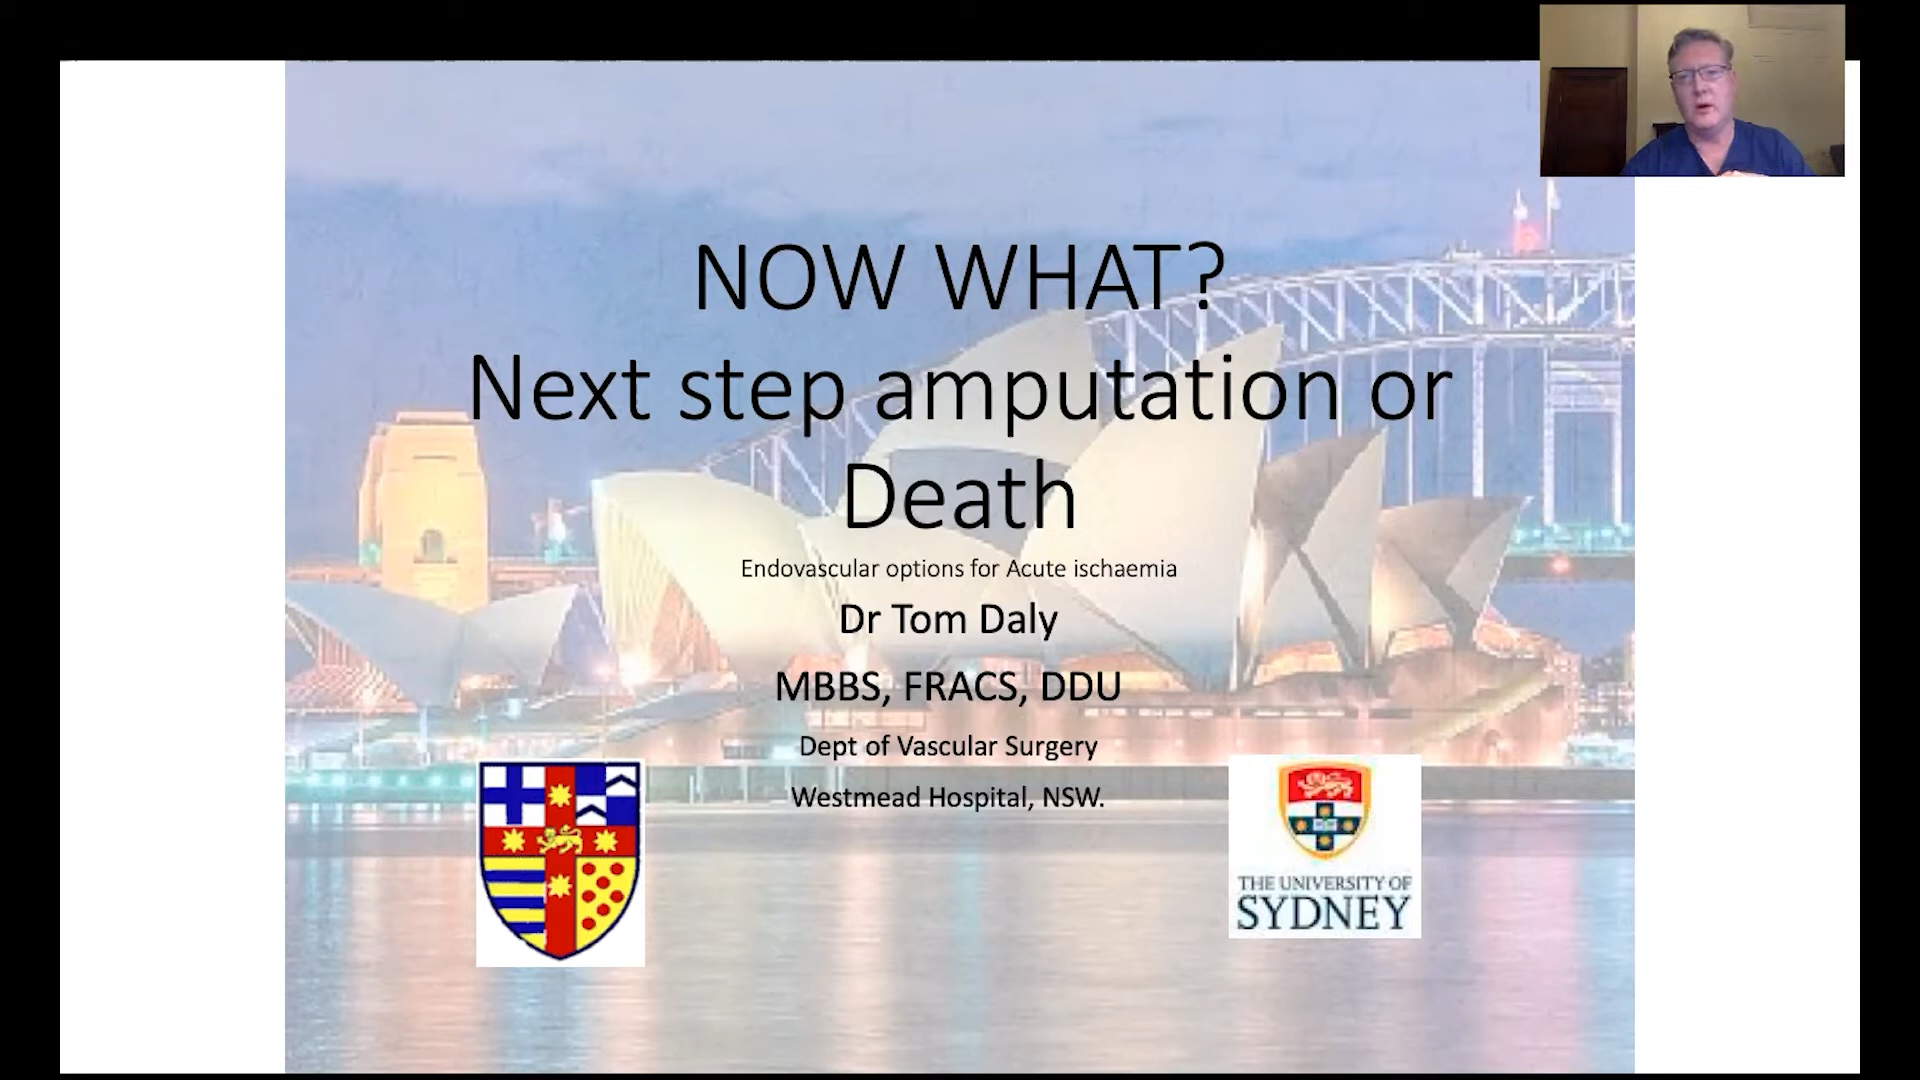 NOW WHAT?
Next step amputation or
Death
Endovascular options for Acute ischaemia
Dr Tom Daly
MBBS, FRACS, DDU
Dept of Vascular Surgery
Westmead Hospital, NSW.
THE UNIVERSITY OF
SYDNEY